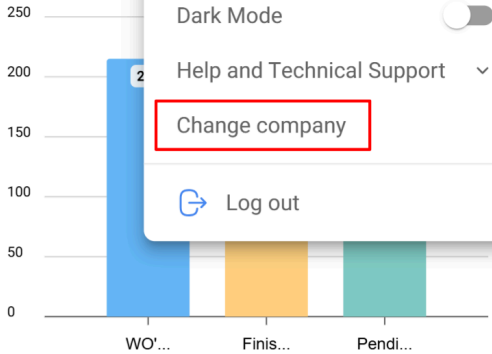 250
Dark Mode
200
2
Help and Technical Support
150
Change company
100
Log out
50
0
WO'...
Finis...
Pendi...